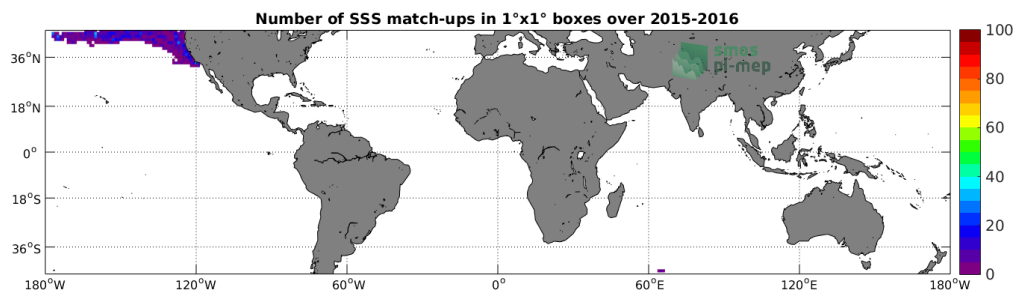 Number of SSS match-ups in 1°x1° boxes over 2015-2016
smos
pi-mep
36°N
18°N
0°
18°S
36°S
180°W 120°W 60°W 0° 60°E 120°E 180°W
100
80
60
40
20
0